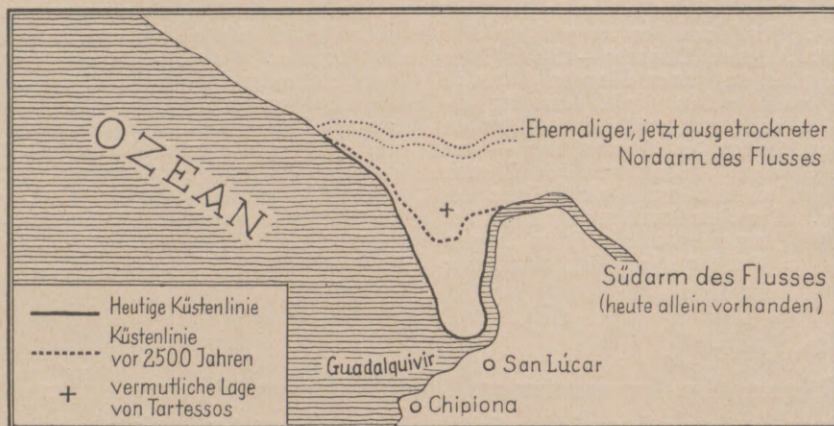 OZEAN
Ehemaliger, jetzt ausgetrockneter
Nordarm des Flusses
Südarm des Flusses
(heute allein vorhanden)
Heutige Küstenlinie
Küstenlinie
vor 2500 Jahren
vermutliche Lage
von Tartessos
Guadalquivir
San Lúcar
Chipiona